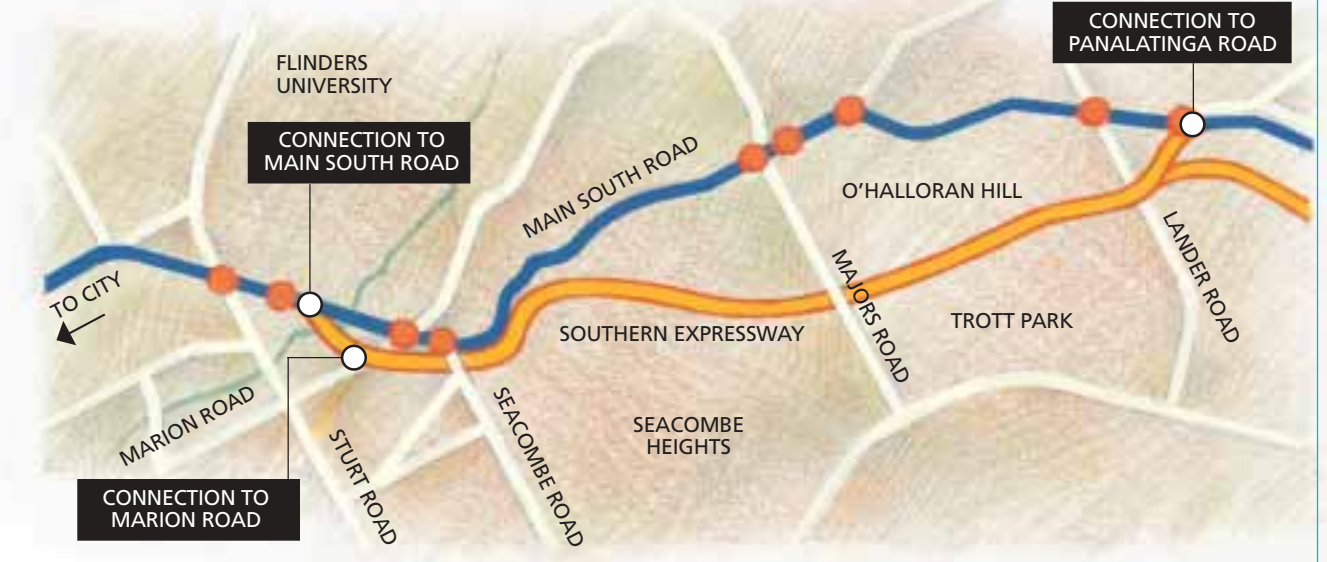 CONNECTION TO
PANALATINGA ROAD
FLINDERS
UNIVERSITY
CONNECTION TO
MAIN SOUTH ROAD
MAIN SOUTH ROAD
O'HALLORAN HILL
LANDER ROAD
TO CITY
MAJORS ROAD
TROTT PARK
SOUTHERN EXPRESSWAY
MARION ROAD
SEACOMBE ROAD
SEACOMBE
HEIGHTS
STURT ROAD
CONNECTION TO
MARION ROAD